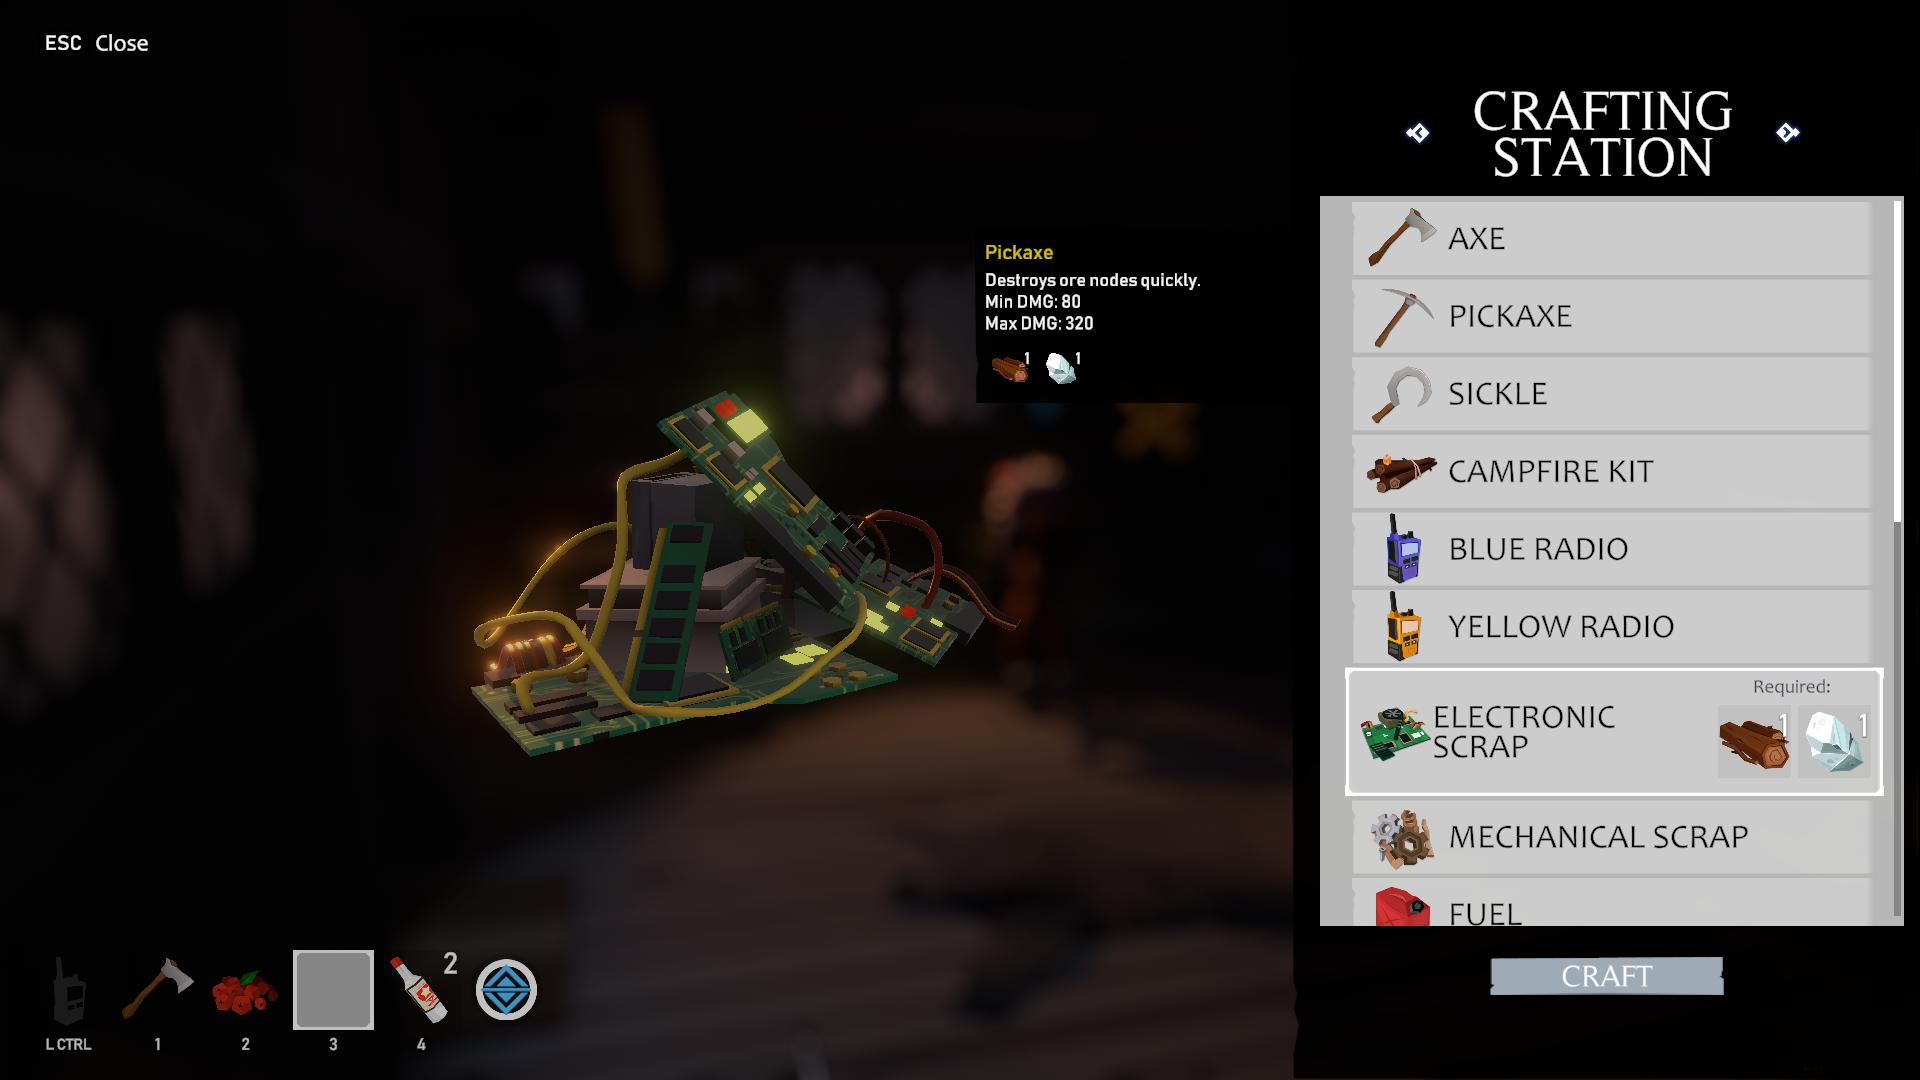 ESC Close
CRAFTING
STATION
Pickaxe
Destroys ore nodes quickly.
Min DMG: 80
Max DMG: 320
1
1
AXE
PICKAXE
SICKLE
CAMPFIRE KIT
BLUE RADIO
YELLOW RADIO
Required:
ELECTRONIC
SCRAP
1
1
MECHANICAL SCRAP
FUEL
CRAFT
2
L CTRL
1
2
3
4